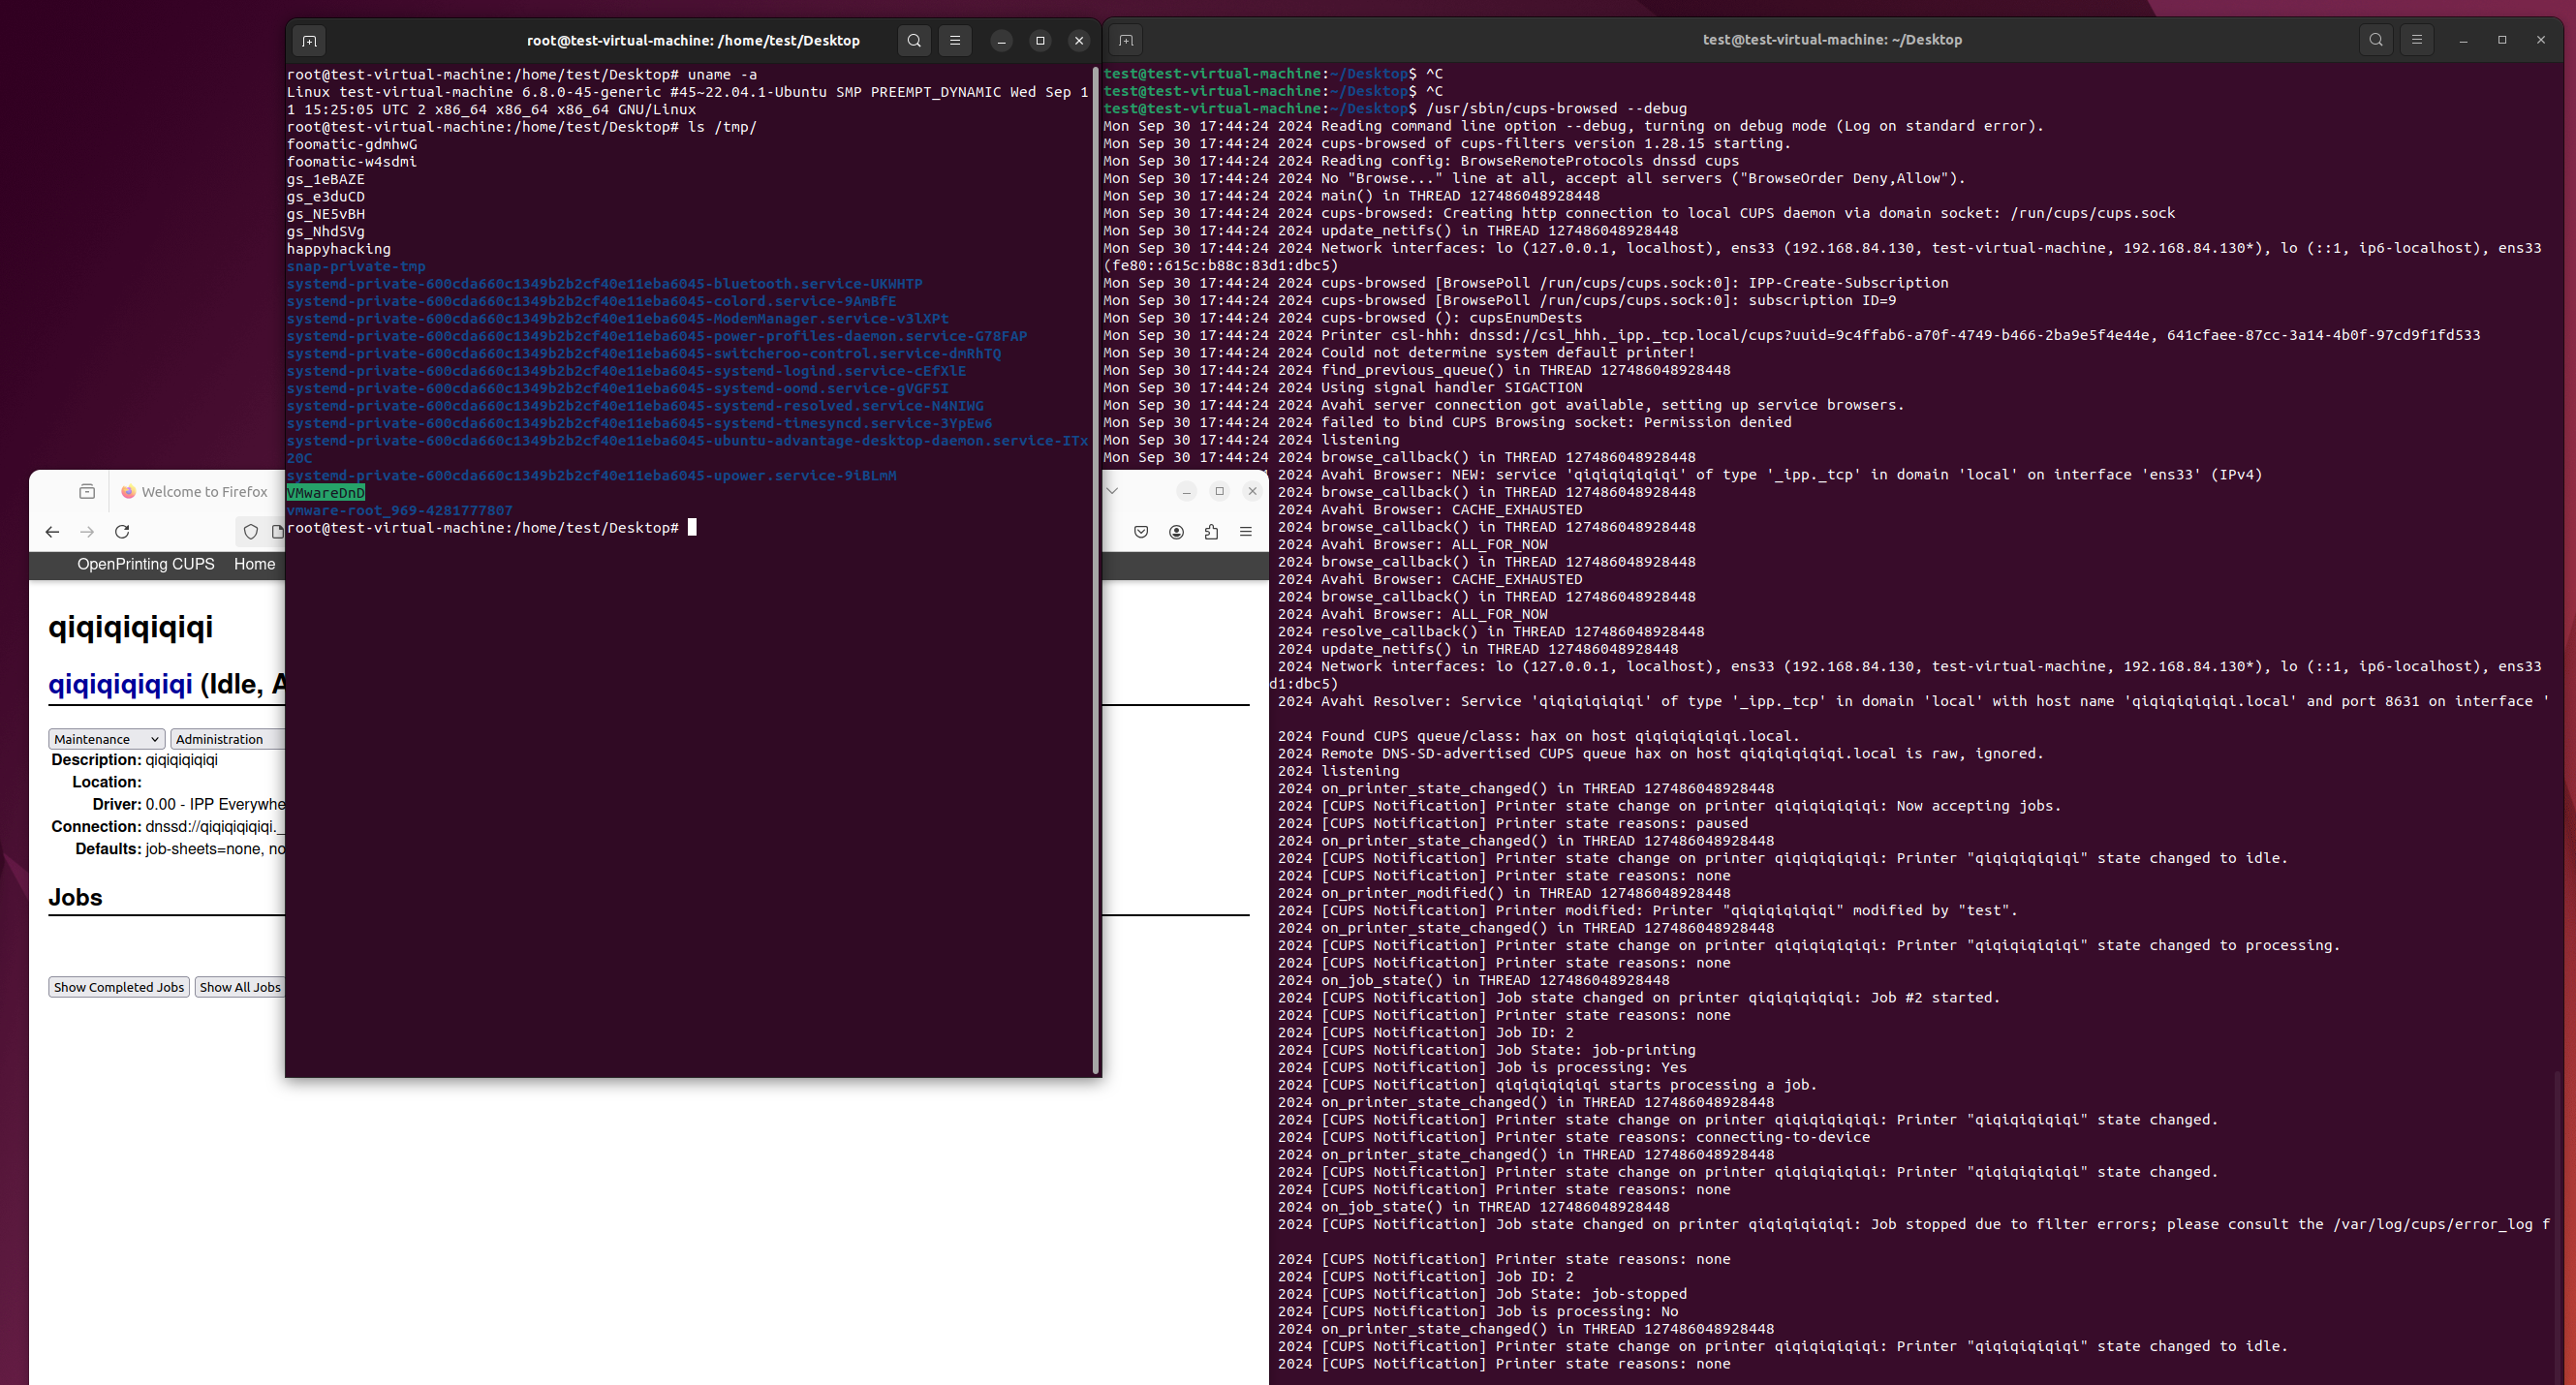 root@test-virtual-machine: /home/test/Desktop
root@test-virtual-machine:/home/test/Desktop# uname -a
Linux test-virtual-machine 6.8.0-45-generic #45~22.04.1-Ubuntu SMP PREEMPT_DYNAMIC Wed Sep 1
1 15:25:05 UTC 2 x86_64 x86_64 x86_64 GNU/Linux
root@test-virtual-machine:/home/test/Desktop# ls /tmp/
foomatic-gdmhwG
foomatic-w4sdmi
gs_1eBAZE
gs_e3duCD
gs_NE5vBH
gs_NhdSVg
happyhacking
snap-private-tmp
systemd-private-600cda660c1349b2b2cf40e11eba6045-bluetooth.service-UKWHTP
systemd-private-600cda660c1349b2b2cf40e11eba6045-colord.service-9AmBfE
systemd-private-600cda660c1349b2b2cf40e11eba6045-ModemManager.service-v3lXPt
systemd-private-600cda660c1349b2b2cf40e11eba6045-power-profiles-daemon.service-G78FAP
systemd-private-600cda660c1349b2b2cf40e11eba6045-switcheroo-control.service-dmRhTQ
systemd-private-600cda660c1349b2b2cf40e11eba6045-systemd-logind.service-cEfXlE
systemd-private-600cda660c1349b2b2cf40e11eba6045-systemd-oomd.service-gVGFSI
systemd-private-600cda660c1349b2b2cf40e11eba6045-systemd-resolved.service-N4NIWG
systemd-private-600cda660c1349b2b2cf40e11eba6045-systemd-timesyncd.service-3YpEw6
systemd-private-600cda660c1349b2b2cf40e11eba6045-ubuntu-advantage-desktop-daemon.service-ITx
20C
systemd-private-600cda660c1349b2b2cf40e11eba6045-upower.service-9iBLmM
VMwareDnD
vmware-root_969-4281777807
root@test-virtual-machine:/home/test/Desktop#
Welcome to Firefox
OpenPrinting CUPS Home
qiqiqiqiqiqi
qiqiqiqiqiqi (Idle, A
Maintenance Administration
Description: qiqiqiqiqiqi
Location:
Driver: 0.00 - IPP Everywhe
Connection: dnssd://qiqiqiqiqiqi._
Defaults: job-sheets=none, no
Jobs
Show Completed Jobs Show All Jobs
test@test-virtual-machine: ~/Desktop
test@test-virtual-machine:~/Desktop$ ^C
test@test-virtual-machine:~/Desktop$ ^C
test@test-virtual-machine:~/Desktop$ /usr/sbin/cups-browsed --debug
Mon Sep 30 17:44:24 2024 Reading command line option --debug, turning on debug mode (Log on standard error).
Mon Sep 30 17:44:24 2024 cups-browsed of cups-filters version 1.28.15 starting.
Mon Sep 30 17:44:24 2024 Reading config: BrowseRemoteProtocols dnssd cups
Mon Sep 30 17:44:24 2024 No "Browse..." line at all, accept all servers ("BrowseOrder Deny,Allow").
Mon Sep 30 17:44:24 2024 main() in THREAD 127486048928448
Mon Sep 30 17:44:24 2024 cups-browsed: Creating http connection to local CUPS daemon via domain socket: /run/cups/cups.sock
Mon Sep 30 17:44:24 2024 update_netifs() in THREAD 127486048928448
Mon Sep 30 17:44:24 2024 Network interfaces: lo (127.0.0.1, localhost), ens33 (192.168.84.130, test-virtual-machine, 192.168.84.130*), lo (::1, ip6-localhost), ens33
(fe80::615c:b88c:83d1:dbc5)
Mon Sep 30 17:44:24 2024 cups-browsed [BrowsePoll /run/cups/cups.sock:0]: IPP-Create-Subscription
Mon Sep 30 17:44:24 2024 cups-browsed [BrowsePoll /run/cups/cups.sock:0]: subscription ID=9
Mon Sep 30 17:44:24 2024 cups-browsed (): cupsEnumDests
Mon Sep 30 17:44:24 2024 Printer csl-hhh: dnssd://csl_hhh._ipp._tcp.local/cups?uuid=9c4ffab6-a70f-4749-b466-2ba9e5f4e44e, 641cfaee-87cc-3a14-4b0f-97cd9f1fd533
Mon Sep 30 17:44:24 2024 Could not determine system default printer!
Mon Sep 30 17:44:24 2024 find_previous_queue() in THREAD 127486048928448
Mon Sep 30 17:44:24 2024 Using signal handler SIGACTION
Mon Sep 30 17:44:24 2024 Avahi server connection got available, setting up service browsers.
Mon Sep 30 17:44:24 2024 failed to bind CUPS Browsing socket: Permission denied
Mon Sep 30 17:44:24 2024 listening
Mon Sep 30 17:44:24 2024 browse_callback() in THREAD 127486048928448
2024 Avahi Browser: NEW: service 'qiqiqiqiqiqi' of type '_ipp._tcp' in domain 'local' on interface 'ens33' (IPv4)
2024 browse_callback() in THREAD 127486048928448
2024 Avahi Browser: CACHE_EXHAUSTED
2024 browse_callback() in THREAD 127486048928448
2024 Avahi Browser: ALL_FOR_NOW
2024 browse_callback() in THREAD 127486048928448
2024 Avahi Browser: CACHE_EXHAUSTED
2024 browse_callback() in THREAD 127486048928448
2024 Avahi Browser: ALL_FOR_NOW
2024 resolve_callback() in THREAD 127486048928448
2024 update_netifs() in THREAD 127486048928448
2024 Network interfaces: lo (127.0.0.1, localhost), ens33 (192.168.84.130, test-virtual-machine, 192.168.84.130*), lo (::1, ip6-localhost), ens33
d1:dbc5)
2024 Avahi Resolver: Service 'qiqiqiqiqiqi' of type '_ipp._tcp' in domain 'local' with host name 'qiqiqiqiqiqi.local' and port 8631 on interface '
2024 Found CUPS queue/class: hax on host qiqiqiqiqiqi.local.
2024 Remote DNS-SD-advertised CUPS queue hax on host qiqiqiqiqiqi.local is raw, ignored.
2024 listening
2024 on_printer_state_changed() in THREAD 127486048928448
2024 [CUPS Notification] Printer state change on printer qiqiqiqiqiqi: Now accepting jobs.
2024 [CUPS Notification] Printer state reasons: paused
2024 on_printer_state_changed() in THREAD 127486048928448
2024 [CUPS Notification] Printer state change on printer qiqiqiqiqiqi: Printer "qiqiqiqiqiqi" state changed to idle.
2024 [CUPS Notification] Printer state reasons: none
2024 on_printer_modified() in THREAD 127486048928448
2024 [CUPS Notification] Printer modified: Printer "qiqiqiqiqiqi" modified by "test".
2024 on_printer_state_changed() in THREAD 127486048928448
2024 [CUPS Notification] Printer state change on printer qiqiqiqiqiqi: Printer "qiqiqiqiqiqi" state changed to processing.
2024 [CUPS Notification] Printer state reasons: none
2024 on_job_state() in THREAD 127486048928448
2024 [CUPS Notification] Job state changed on printer qiqiqiqiqiqi: Job #2 started.
2024 [CUPS Notification] Printer state reasons: none
2024 [CUPS Notification] Job ID: 2
2024 [CUPS Notification] Job State: job-printing
2024 [CUPS Notification] Job is processing: Yes
2024 [CUPS Notification] qiqiqiqiqiqi starts processing a job.
2024 on_printer_state_changed() in THREAD 127486048928448
2024 [CUPS Notification] Printer state change on printer qiqiqiqiqiqi: Printer "qiqiqiqiqiqi" state changed.
2024 [CUPS Notification] Printer state reasons: connecting-to-device
2024 on_printer_state_changed() in THREAD 127486048928448
2024 [CUPS Notification] Printer state change on printer qiqiqiqiqiqi: Printer "qiqiqiqiqiqi" state changed.
2024 [CUPS Notification] Printer state reasons: none
2024 on_job_state() in THREAD 127486048928448
2024 [CUPS Notification] Job state changed on printer qiqiqiqiqiqi: Job stopped due to filter errors; please consult the /var/log/cups/error_log f
2024 [CUPS Notification] Printer state reasons: none
2024 [CUPS Notification] Job ID: 2
2024 [CUPS Notification] Job State: job-stopped
2024 [CUPS Notification] Job is processing: No
2024 on_printer_state_changed() in THREAD 127486048928448
2024 [CUPS Notification] Printer state change on printer qiqiqiqiqiqi: Printer "qiqiqiqiqiqi" state changed to idle.
2024 [CUPS Notification] Printer state reasons: none